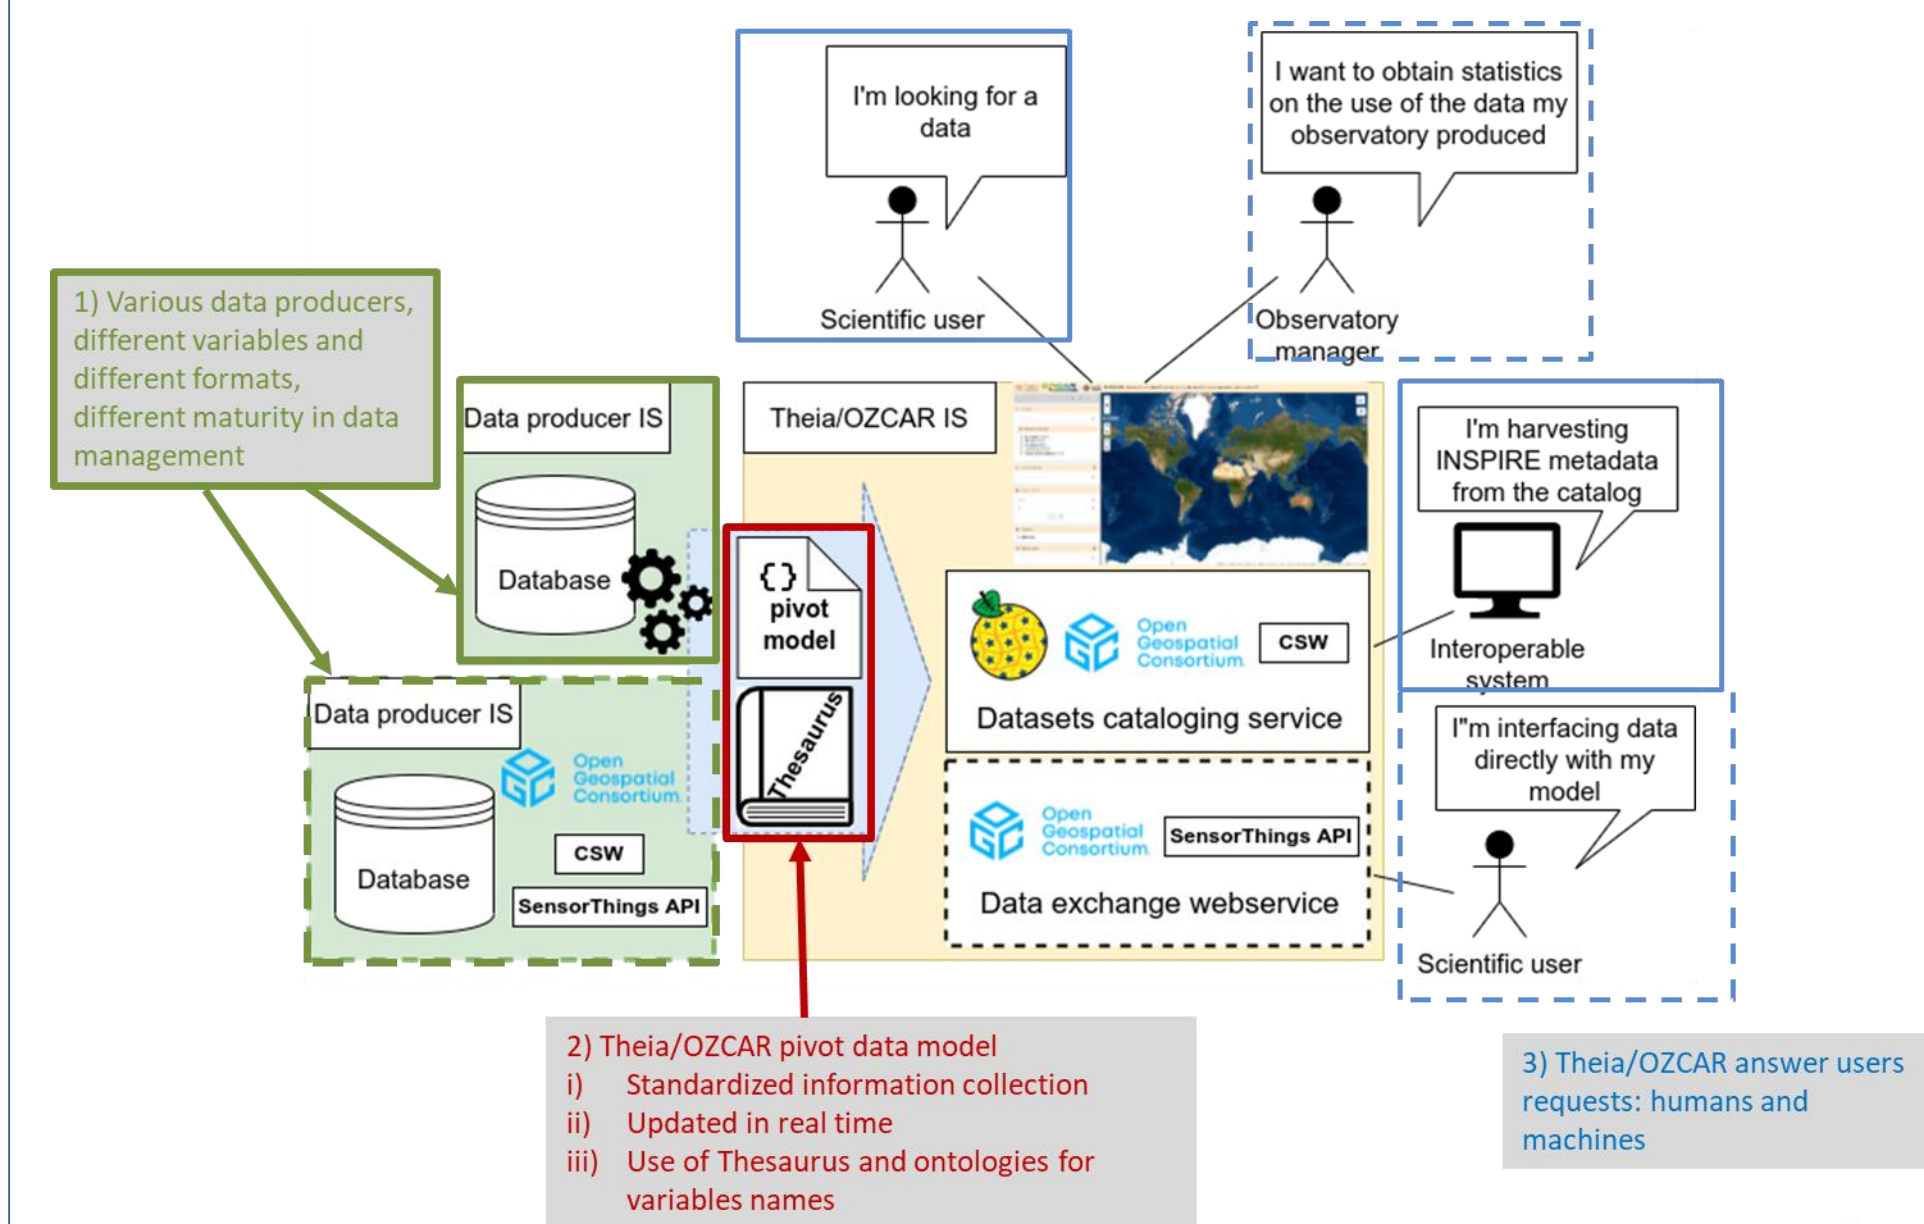 I'm looking for a
data
Scientific user
I want to obtain statistics
on the use of the data my
observatory produced
Observatory
manager
1) Various data producers,
different variables and
different formats,
different maturity in data
management
Data producer IS
Database
Data producer IS
Open
Geospatial
Consortium
CSW
Database
SensorThings API
{} pivot
model
Thesaurus
Theia/OZCAR IS
Open
Geospatial
Consortium
CSW
Datasets cataloging service
Open
Geospatial
Consortium
SensorThings API
Data exchange webservice
I'm harvesting
INSPIRE metadata
from the catalog
Interoperable
system
I"m interfacing data
directly with my
model
Scientific user
2) Theia/OZCAR pivot data model
i) Standardized information collection
ii) Updated in real time
iii) Use of Thesaurus and ontologies for
variables names
3) Theia/OZCAR answer users
requests: humans and
machines